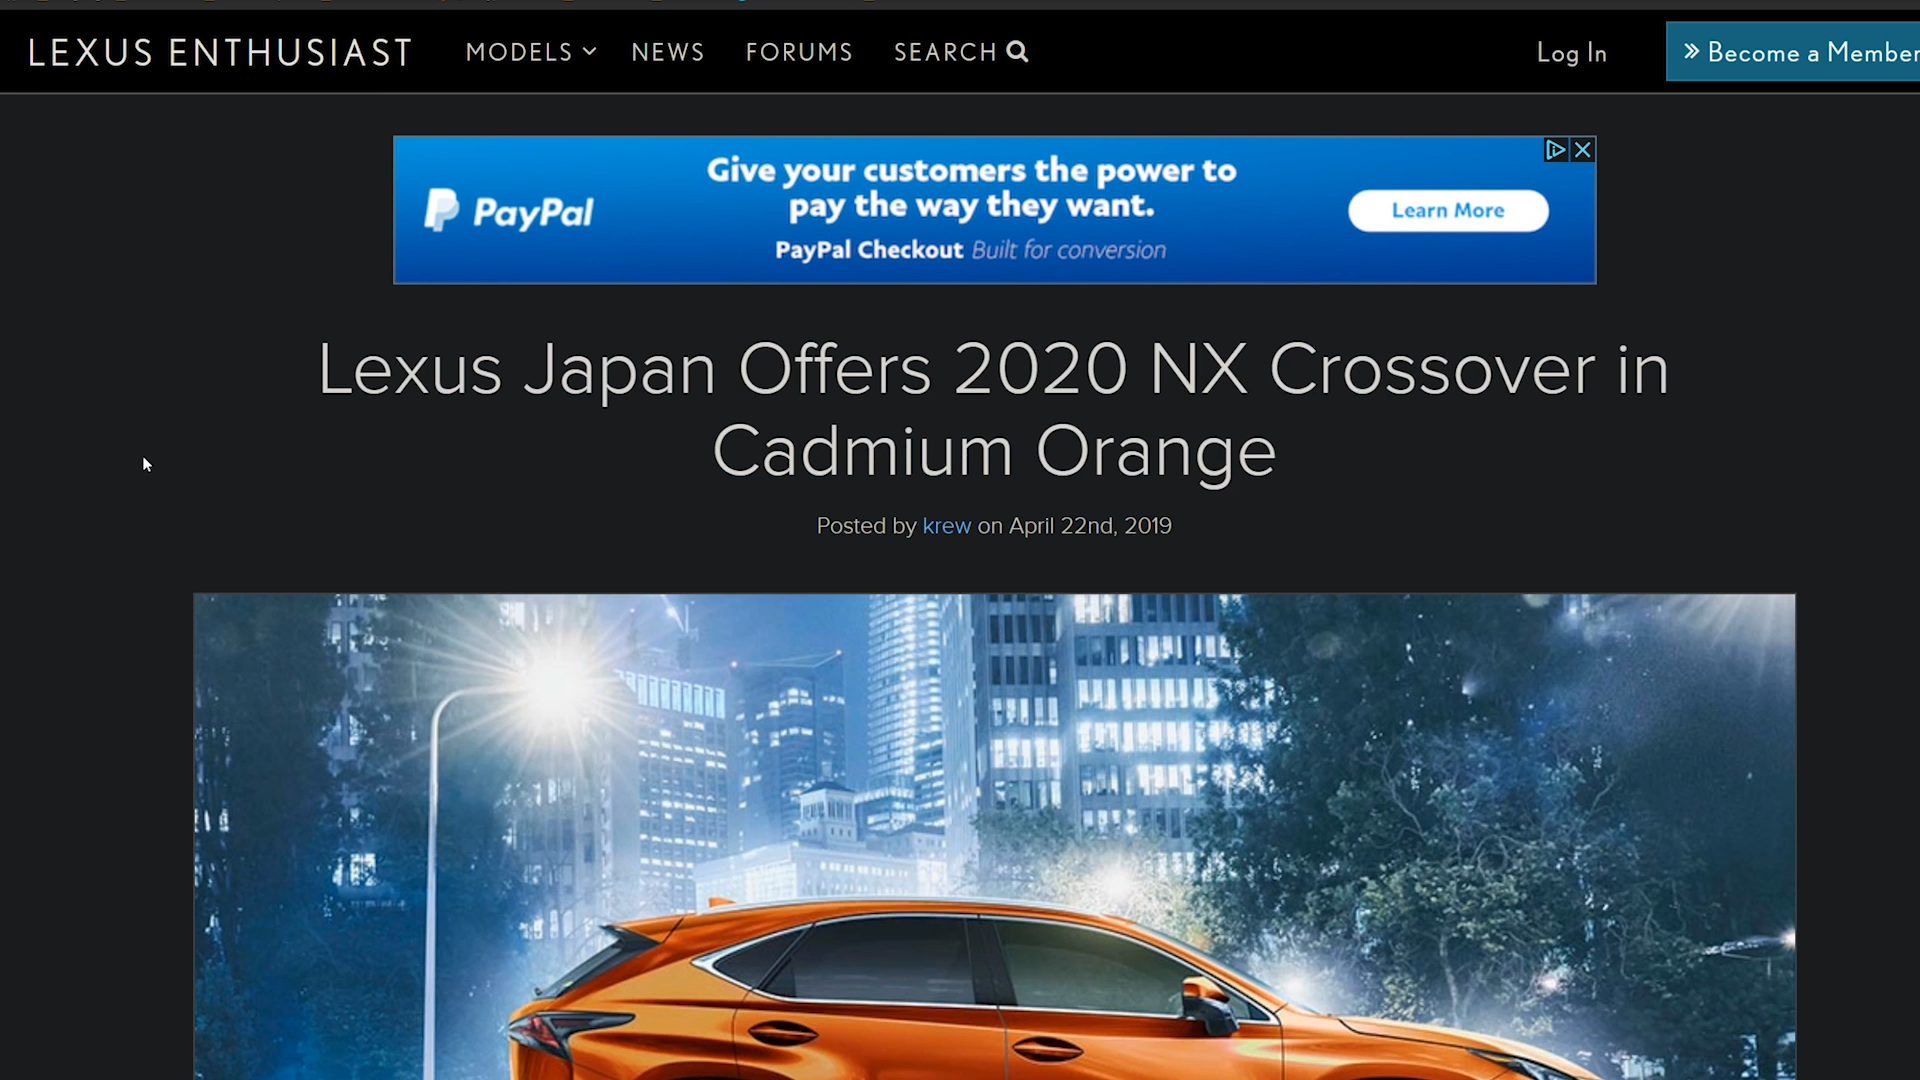 LEXUS ENTHUSIAST MODELS NEWS FORUMS SEARCH Log In » Become a Member
PayPal
Give your customers the power to
pay the way they want.
PayPal Checkout Built for conversion
Learn More
Lexus Japan Offers 2020 NX Crossover in
Cadmium Orange
Posted by krew on April 22nd, 2019